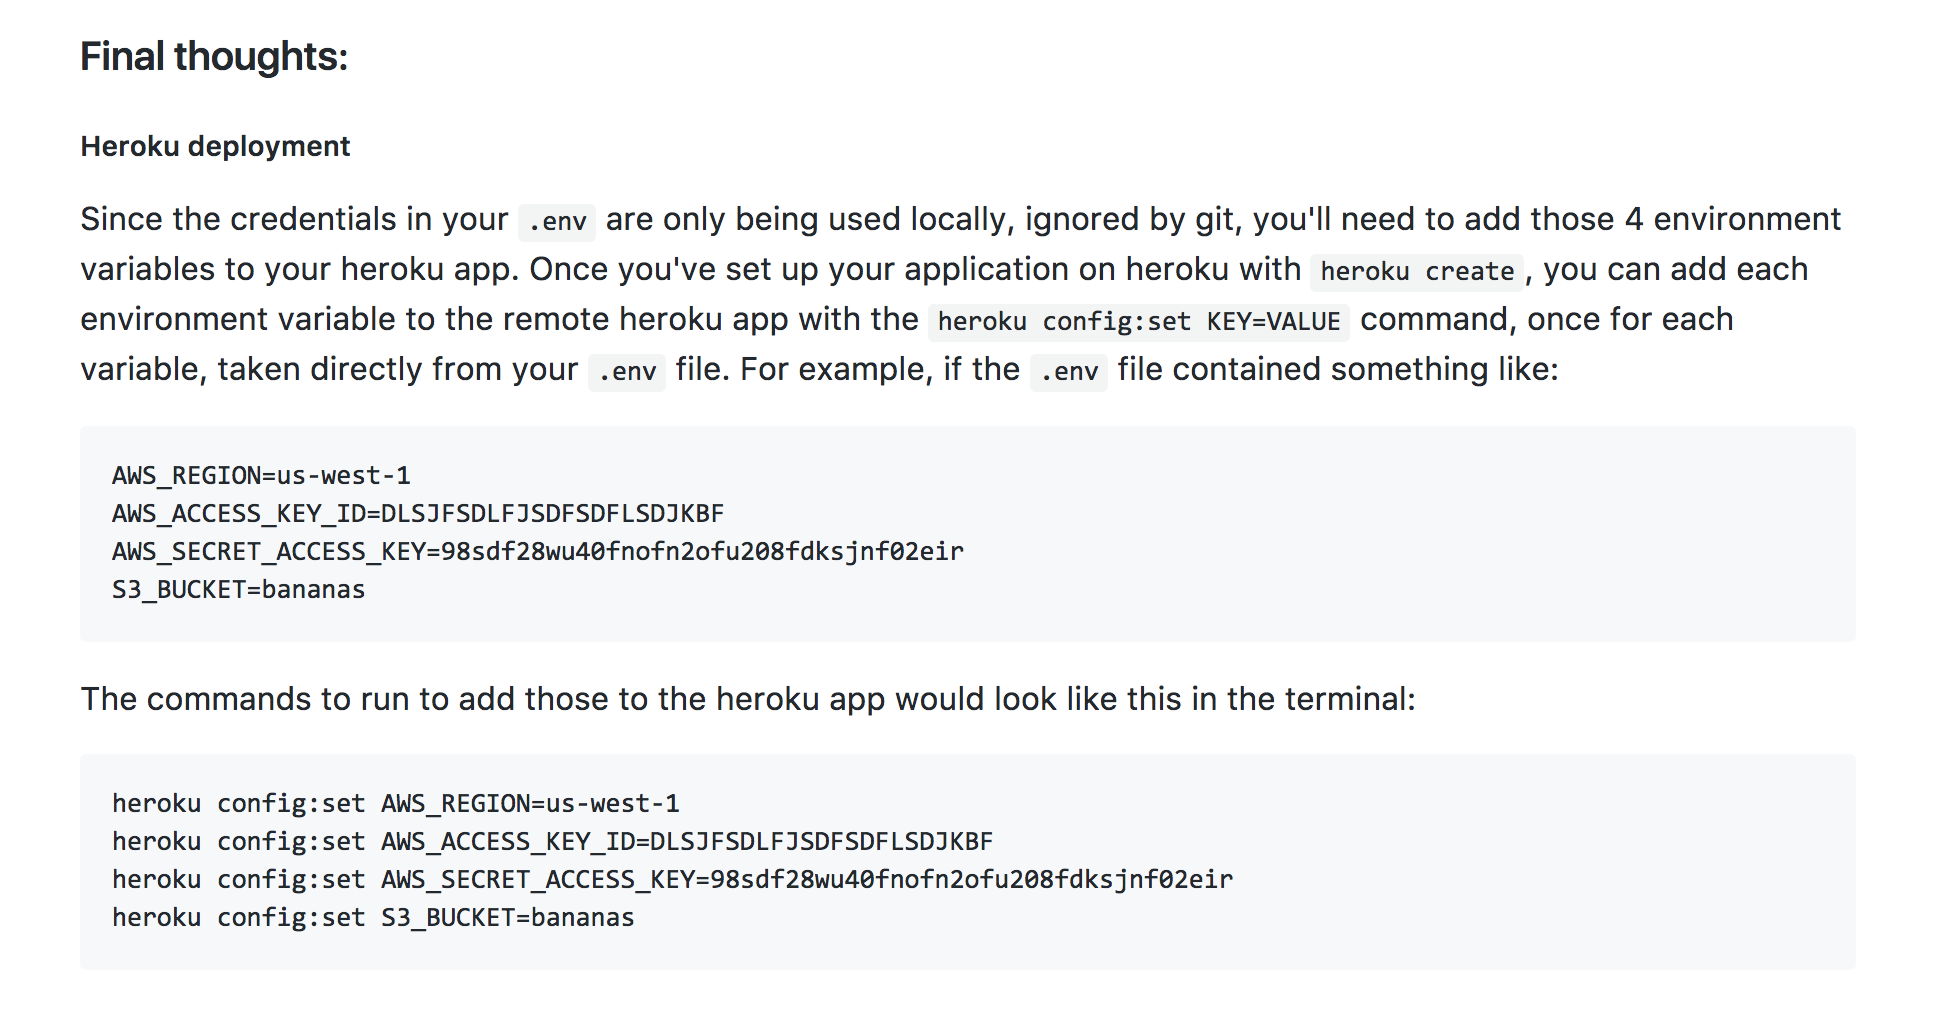 Final thoughts:
Heroku deployment
Since the credentials in your .env are only being used locally, ignored by git, you'll need to add those 4 environment
variables to your heroku app. Once you've set up your application on heroku with heroku create, you can add each
environment variable to the remote heroku app with the heroku config:set KEY=VALUE command, once for each
variable, taken directly from your .env file. For example, if the .env file contained something like:
AWS_REGION=us-west-1
AWS_ACCESS_KEY_ID=DLSJFSDLFJSDFSDFLSDJKBF
AWS_SECRET_ACCESS_KEY=98sdf28wu40fnofn2ofu208fdksjnf02eir
S3_BUCKET=bananas
The commands to run to add those to the heroku app would look like this in the terminal:
heroku config:set AWS_REGION=us-west-1
heroku config:set AWS_ACCESS_KEY_ID=DLSJFSDLFJSDFSDFLSDJKBF
heroku config:set AWS_SECRET_ACCESS_KEY=98sdf28wu40fnofn2ofu208fdksjnf02eir
heroku config:set S3_BUCKET=bananas